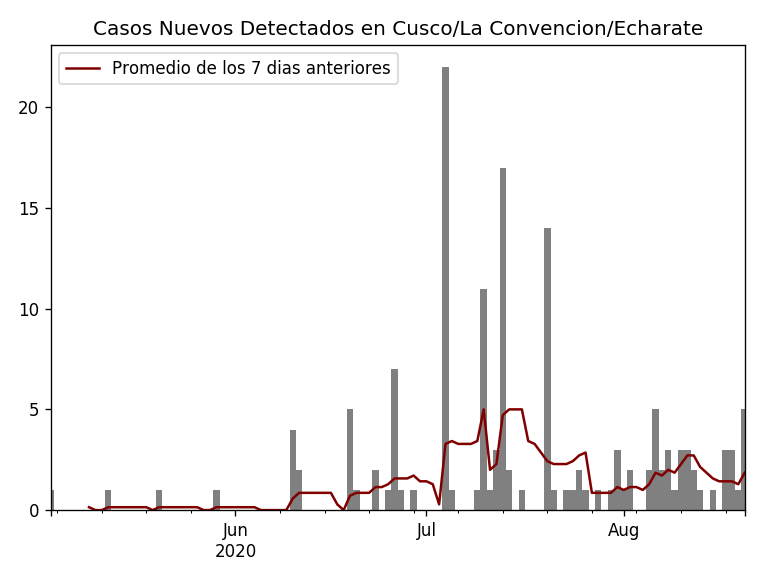 Casos Nuevos Detectados en Cusco/La Convencion/Echarate
Promedio de los 7 dias anteriores
20
15
10
5
0
Jun
2020
Jul
Aug